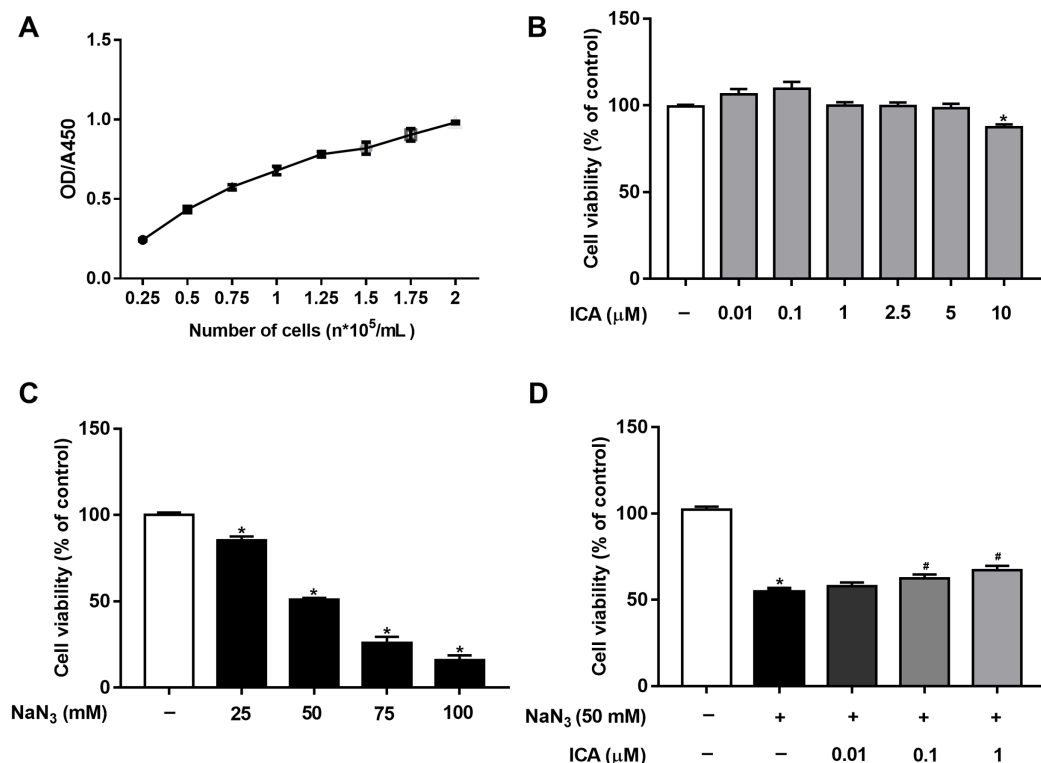 A
OD/A450
1.5
1.0
0.5
0.0
0.25 0.5 0.75 1 1.25 1.5 1.75 2
Number of cells (n*10⁵/mL )
B
Cell viability (% of control)
150
100
50
0
*
ICA (μM) – 0.01 0.1 1 2.5 5 10
C
Cell viability (% of control)
150
100
50
0
* * * *
NaN₃ (mM) – 25 50 75 100
D
Cell viability (% of control)
150
100
50
0
* # #
NaN₃ (50 mM) – + + + +
ICA (μM) – – 0.01 0.1 1